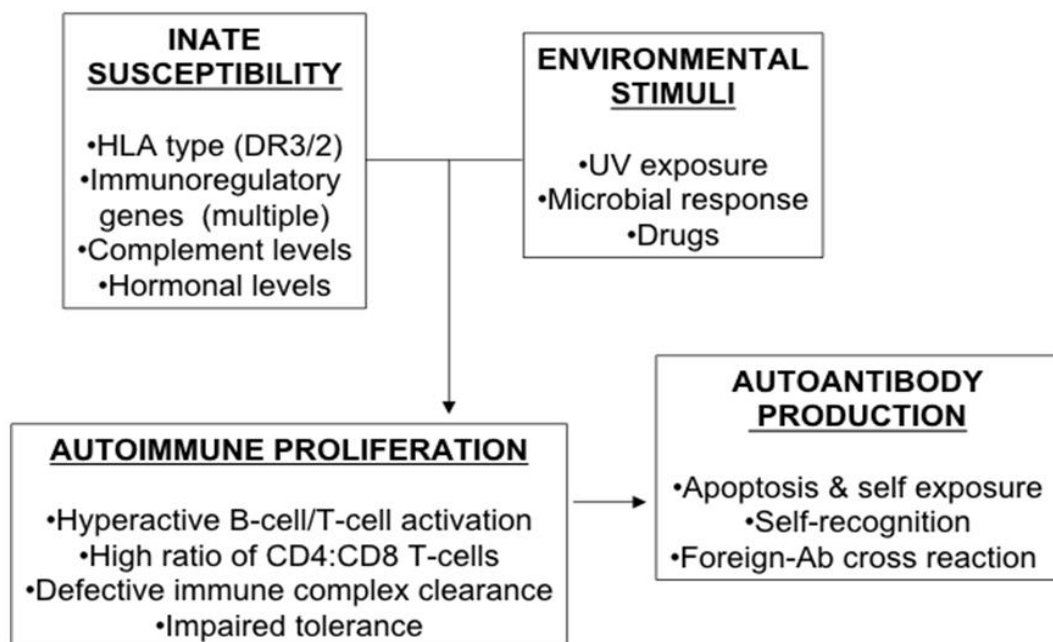 INATE
SUSCEPTIBILITY
•HLA type (DR3/2)
•Immunoregulatory
genes (multiple)
•Complement levels
•Hormonal levels
ENVIRONMENTAL
STIMULI
•UV exposure
•Microbial response
•Drugs
AUTOIMMUNE PROLIFERATION
•Hyperactive B-cell/T-cell activation
•High ratio of CD4:CD8 T-cells
•Defective immune complex clearance
•Impaired tolerance
AUTOANTIBODY
PRODUCTION
•Apoptosis & self exposure
•Self-recognition
•Foreign-Ab cross reaction